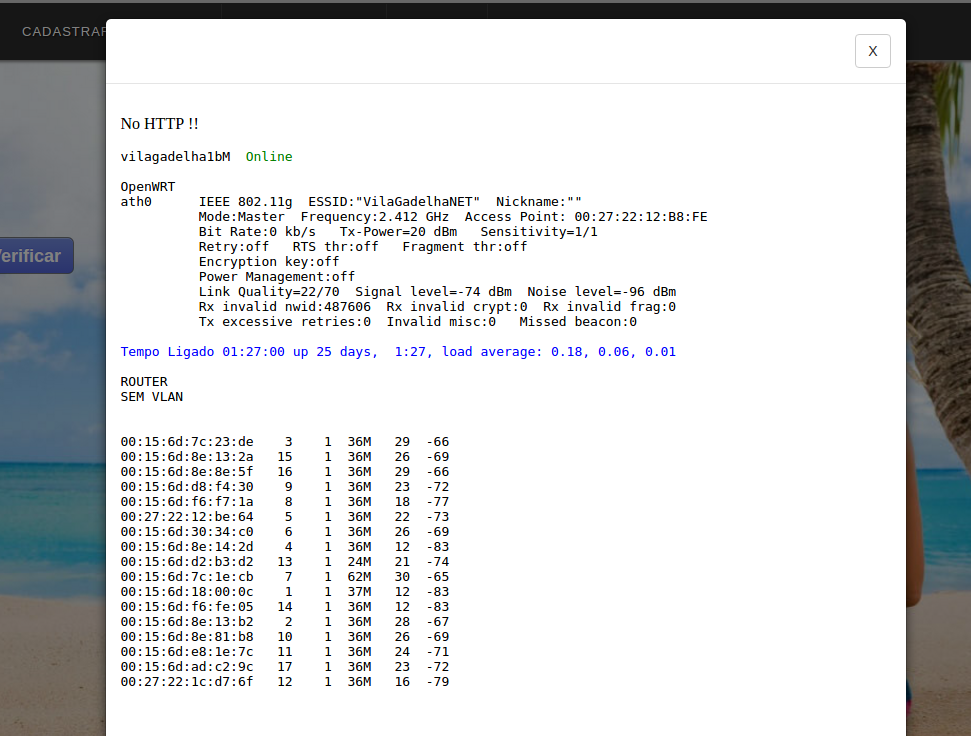 X
No HTTP !!
vilagadelha1bM  Online
OpenWRT
ath0      IEEE 802.11g  ESSID:"VilaGadelhaNET"  Nickname:""
          Mode:Master  Frequency:2.412 GHz  Access Point: 00:27:22:12:B8:FE
          Bit Rate:0 kb/s   Tx-Power=20 dBm   Sensitivity=1/1
          Retry:off   RTS thr:off   Fragment thr:off
          Encryption key:off
          Power Management:off
          Link Quality=22/70  Signal level=-74 dBm  Noise level=-96 dBm
          Rx invalid nwid:487606  Rx invalid crypt:0  Rx invalid frag:0
          Tx excessive retries:0  Invalid misc:0   Missed beacon:0
Tempo Ligado 01:27:00 up 25 days,  1:27, load average: 0.18, 0.06, 0.01
ROUTER
SEM VLAN
00:15:6d:7c:23:de    3    1  36M   29  -66
00:15:6d:8e:13:2a   15    1  36M   26  -69
00:15:6d:8e:8e:5f   16    1  36M   29  -66
00:15:6d:d8:f4:30    9    1  36M   23  -72
00:15:6d:f6:f7:1a    8    1  36M   18  -77
00:27:22:12:be:64    5    1  36M   22  -73
00:15:6d:30:34:c0    6    1  36M   26  -69
00:15:6d:8e:14:2d    4    1  36M   12  -83
00:15:6d:d2:b3:d2   13    1  24M   21  -74
00:15:6d:7c:1e:cb    7    1  62M   30  -65
00:15:6d:18:00:0c    1    1  37M   12  -83
00:15:6d:f6:fe:05   14    1  36M   12  -83
00:15:6d:8e:13:b2    2    1  36M   28  -67
00:15:6d:8e:81:b8   10    1  36M   26  -69
00:15:6d:e8:1e:7c   11    1  36M   24  -71
00:15:6d:ad:c2:9c   17    1  36M   23  -72
00:27:22:1c:d7:6f   12    1  36M   16  -79